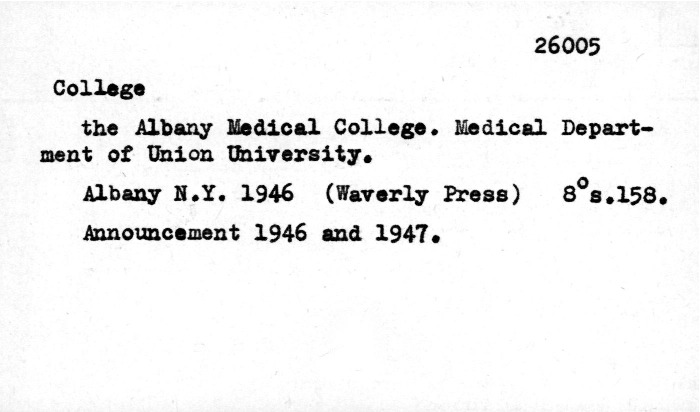 26005
College
the Albany Medical College. Medical Depart-
ment of Union University.
Albany N.Y. 1946 (Waverly Press) 8°s.158.
Announcement 1946 and 1947.